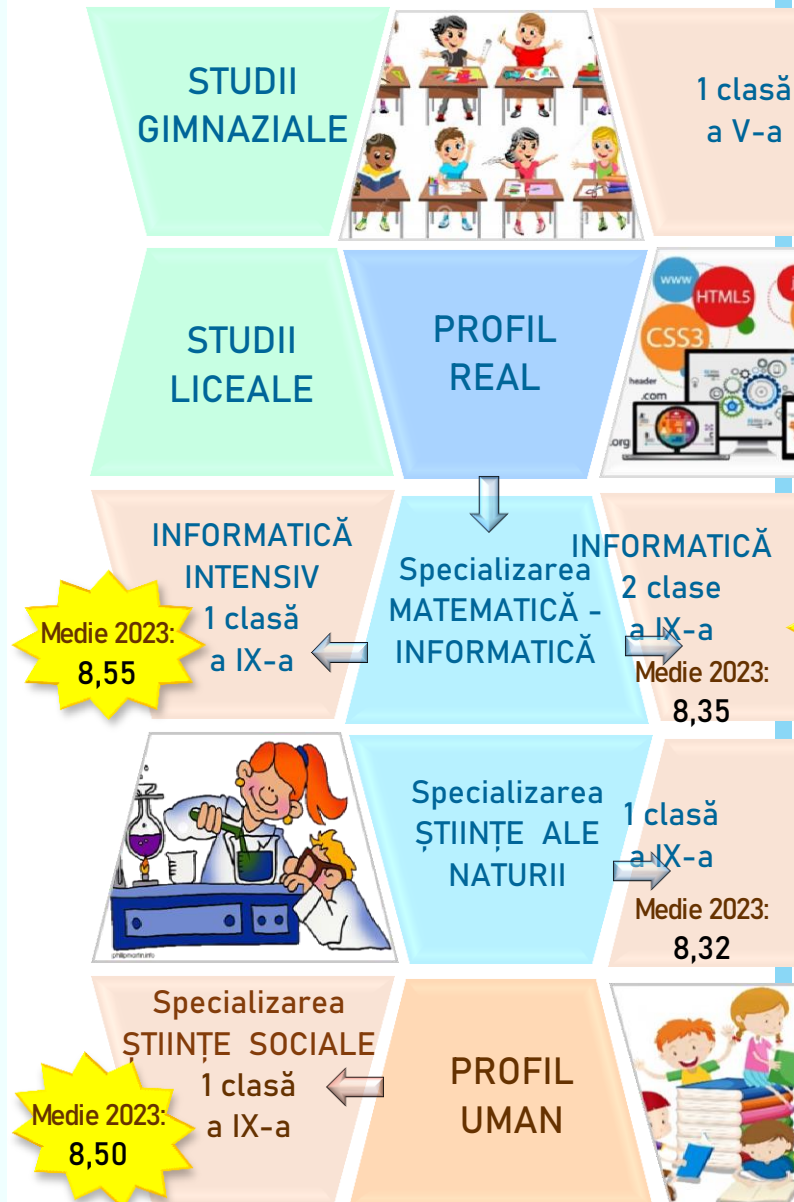 STUDII
GIMNAZIALE
1 clasă
a V-a
STUDII
LICEALE
PROFIL
REAL
www
HTML5
CSS3
header
.com
.org
INFORMATICĂ
INTENSIV
1 clasă
a IX-a
Medie 2023:
8,55
Specializarea
MATEMATICĂ -
INFORMATICĂ
INFORMATICĂ
2 clase
a IX-a
Medie 2023:
8,35
Specializarea
ȘTIINȚE ALE
NATURII
1 clasă
a IX-a
Medie 2023:
8,32
Specializarea
ȘTIINȚE SOCIALE
1 clasă
a IX-a
Medie 2023:
8,50
PROFIL
UMAN